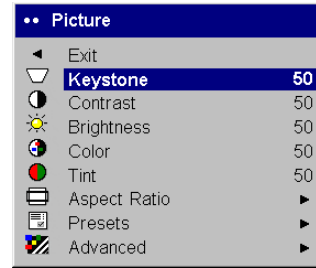 Picture
Exit
Keystone 50
Contrast 50
Brightness 50
Color 50
Tint 50
Aspect Ratio
Presets
Advanced